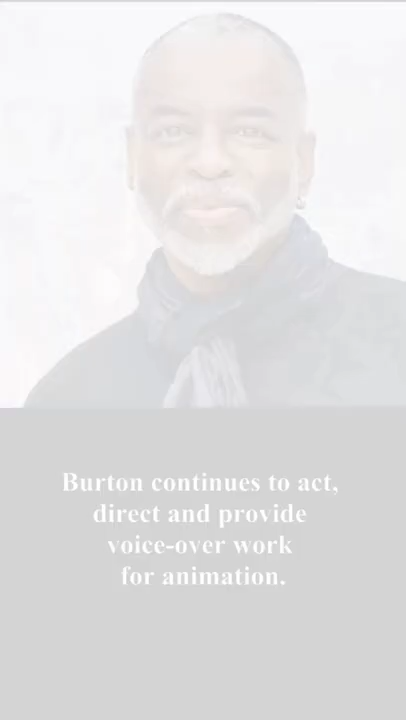 Burton continues to act,
direct and provide
voice-over work
for animation.